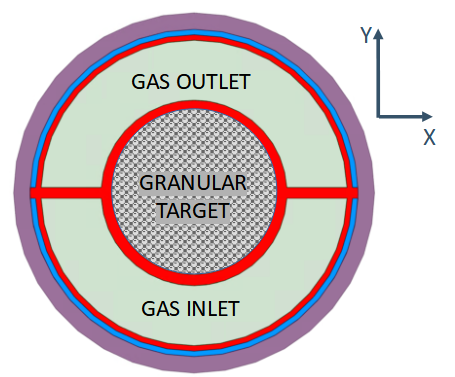 Y
GAS OUTLET
X
GRANULAR
TARGET
GAS INLET